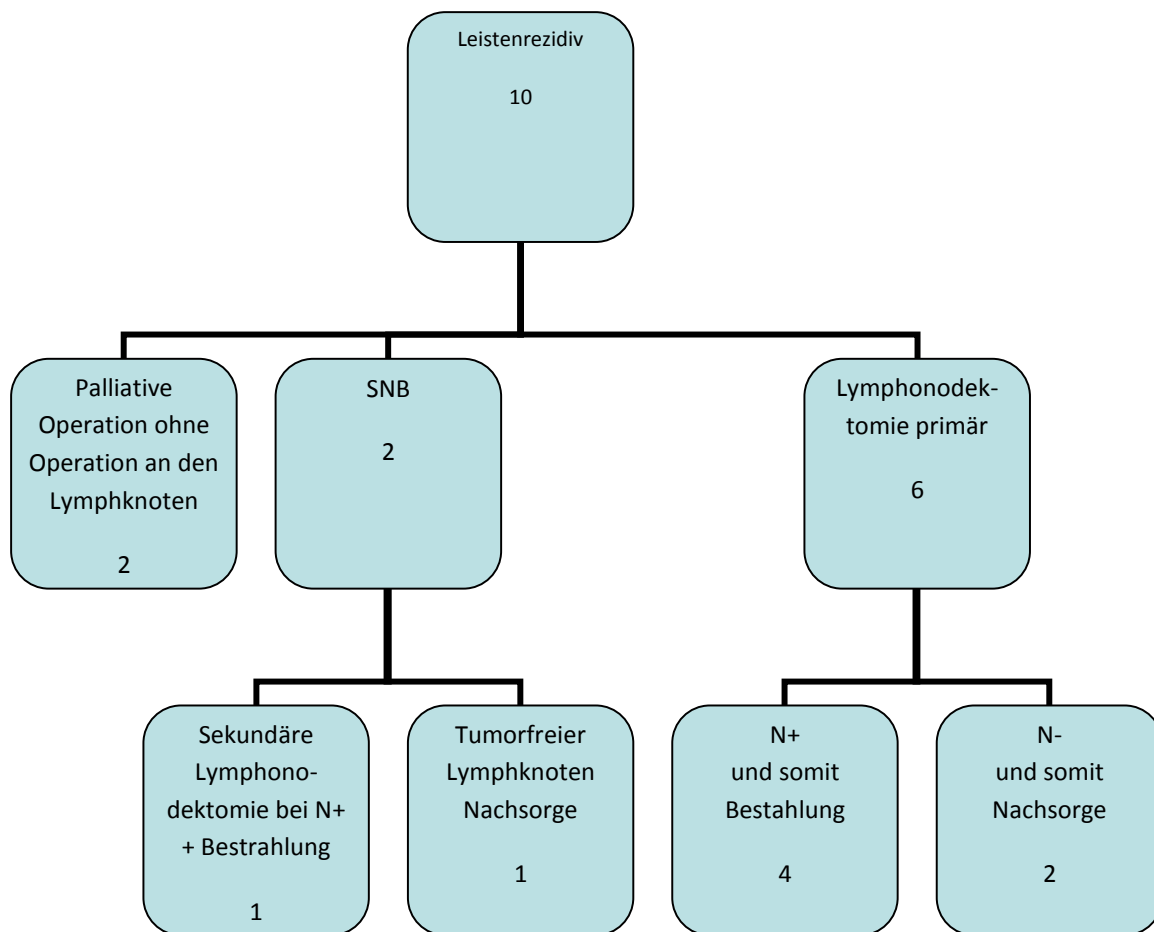 Leistenrezidiv
10
Palliative
Operation ohne
Operation an den
Lymphknoten
2
SNB
2
Lymphonodek-
tomie primär
6
Sekundäre
Lymphono-
dektomie bei N+
+ Bestrahlung
1
Tumorfreier
Lymphknoten
Nachsorge
1
N+
und somit
Bestahlung
4
N-
und somit
Nachsorge
2